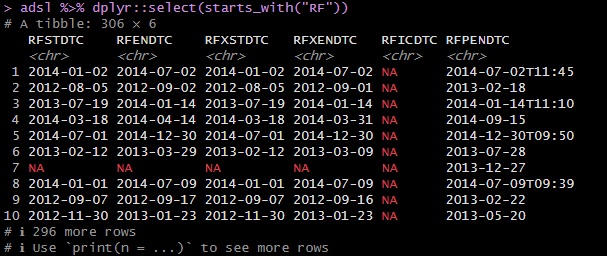 > adsl %>% dplyr::select(starts_with("RF"))
# A tibble: 306 × 6
RFSTDTC RFENDTC RFXSTDTC RFXENDTC RFICDTC RFPENDTC
<chr> <chr> <chr> <chr> <chr> <chr>
1 2014-01-02 2014-07-02 2014-01-02 2014-07-02 NA 2014-07-02T11:45
2 2012-08-05 2012-09-02 2012-08-05 2012-09-01 NA 2013-02-18
3 2013-07-19 2014-01-14 2013-07-19 2014-01-14 NA 2014-01-14T11:10
4 2014-03-18 2014-04-14 2014-03-18 2014-03-31 NA 2014-09-15
5 2014-07-01 2014-12-30 2014-07-01 2014-12-30 NA 2014-12-30T09:50
6 2013-02-12 2013-03-29 2013-02-12 2013-03-09 NA 2013-07-28
7 NA NA NA NA NA 2013-12-27
8 2014-01-01 2014-07-09 2014-01-01 2014-07-09 NA 2014-07-09T09:39
9 2012-09-07 2012-09-17 2012-09-07 2012-09-16 NA 2013-02-22
10 2012-11-30 2013-01-23 2012-11-30 2013-01-23 NA 2013-05-20
# ℹ 296 more rows
# ℹ Use `print(n = ...)` to see more rows